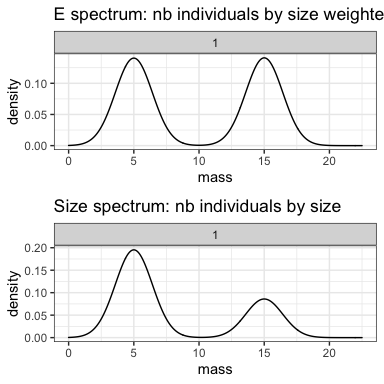 E spectrum: nb individuals by size weighte
1
0.10
0.05
0.00
density
0 5 10 15 20
mass
Size spectrum: nb individuals by size
1
0.20
0.15
0.10
0.05
0.00
density
0 5 10 15 20
mass